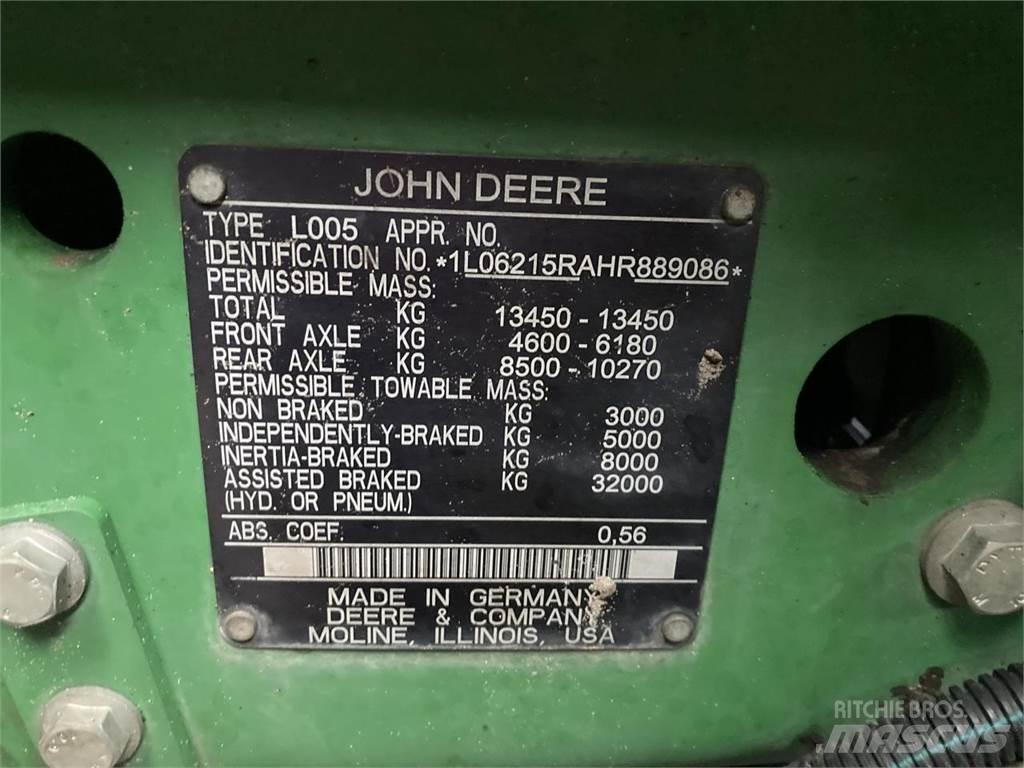 JOHN DEERE
TYPE L005 APPR. NO.
IDENTIFICATION NO. *1L06215RAHR889086*
PERMISSIBLE MASS:
TOTAL KG 13450 - 13450
FRONT AXLE KG 4600 - 6180
REAR AXLE KG 8500 - 10270
PERMISSIBLE TOWABLE MASS:
NON BRAKED KG 3000
INDEPENDENTLY-BRAKED KG 5000
INERTIA-BRAKED KG 8000
ASSISTED BRAKED KG 32000
(HYD. OR PNEUM.)
ABS. COEF. 0,56
MADE IN GERMANY
DEERE & COMPANY
MOLINE, ILLINOIS, USA
RITCHIE BROS.
MASCUS